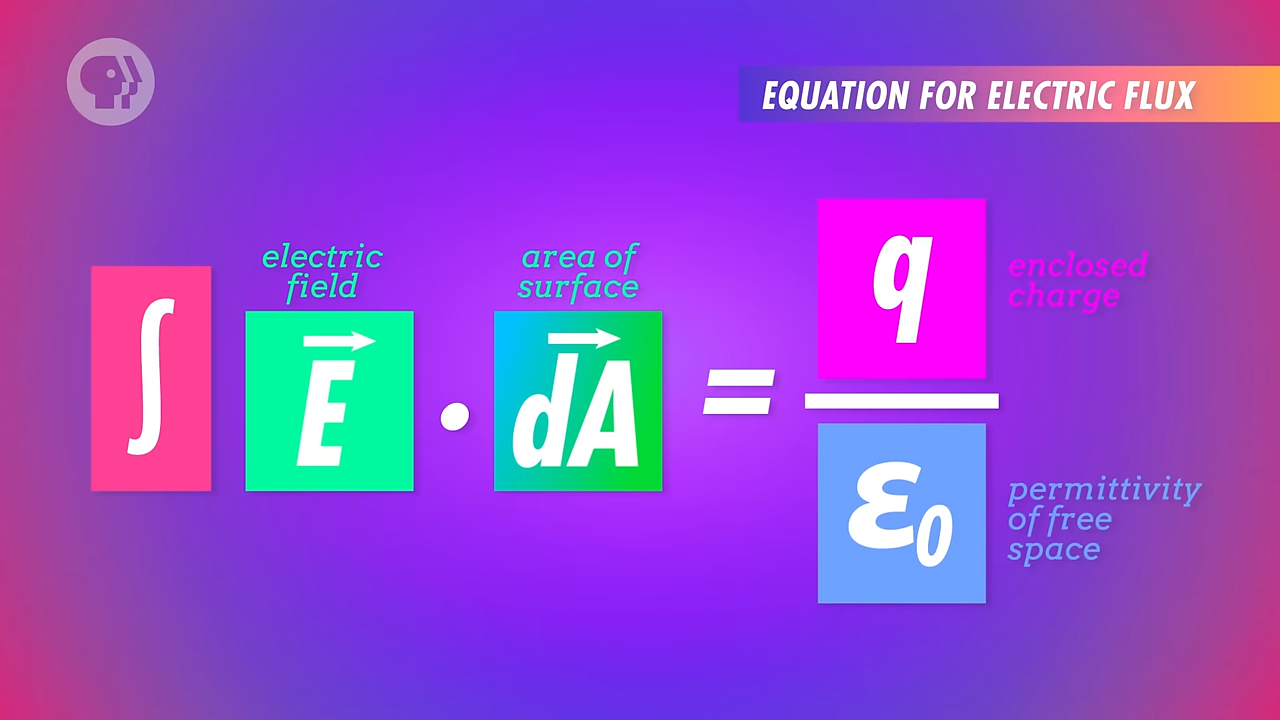 EQUATION FOR ELECTRIC FLUX
electric
field
area of
surface
∫ E⃗ • dA⃗ = q / ε₀
enclosed
charge
permittivity
of free
space